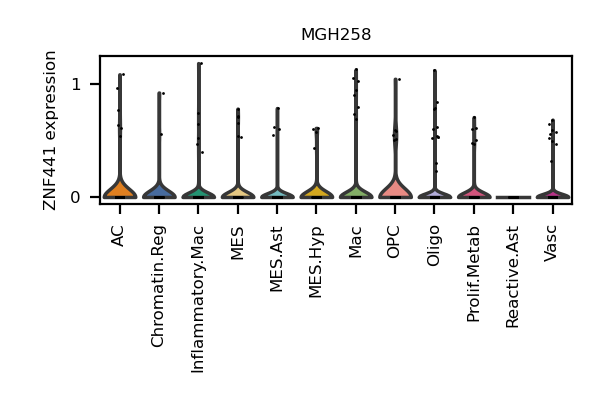 MGH258
ZNF441 expression
1
0
AC
Chromatin.Reg
Inflammatory.Mac
MES
MES.Ast
MES.Hyp
Mac
OPC
Oligo
Prolif.Metab
Reactive.Ast
Vasc